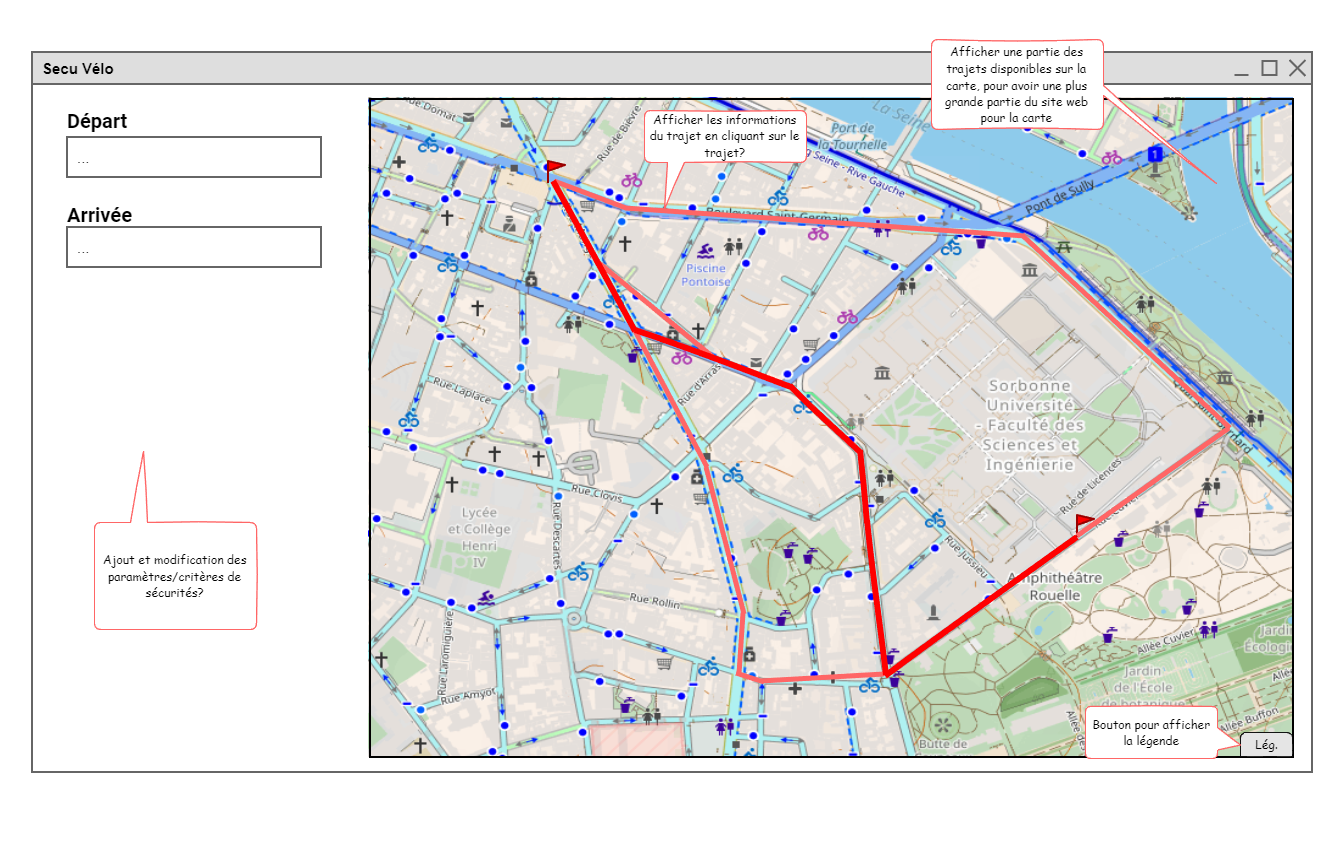 Secu Vélo
Départ
...
Arrivée
...
Ajout et modification des
paramètres/critères de
sécurités?
Afficher les informations
du trajet en cliquant sur le
trajet?
Afficher une partie des
trajets disponibles sur la
carte, pour avoir une plus
grande partie du site web
pour la carte
Rue Domat
Rue de Bièvre
La Seine
Port de
la Tournelle
Seine - Rive Gauche
1
Pont de Sully
Boulevard Saint-Germain
Piscine
Pontoise
Rue d'Arras
Rue Laplace
Sorbonne
Université
- Faculté des
Sciences et
Ingénierie
Quai Saint-Bernard
Rue de Licences
Rue Cuvier
Rue Clovis
Rue Descartes
Lycée
et Collège
Henri
IV
Rue Jussieu
Amphithéâtre
Rouelle
Rue Rollin
Rue Laromiguière
Rue Amyot
Allée Cuvier
Jardin
de l'École
de botanique
Allée Buffon
Butte de
Bouton pour afficher
la légende
Lég.